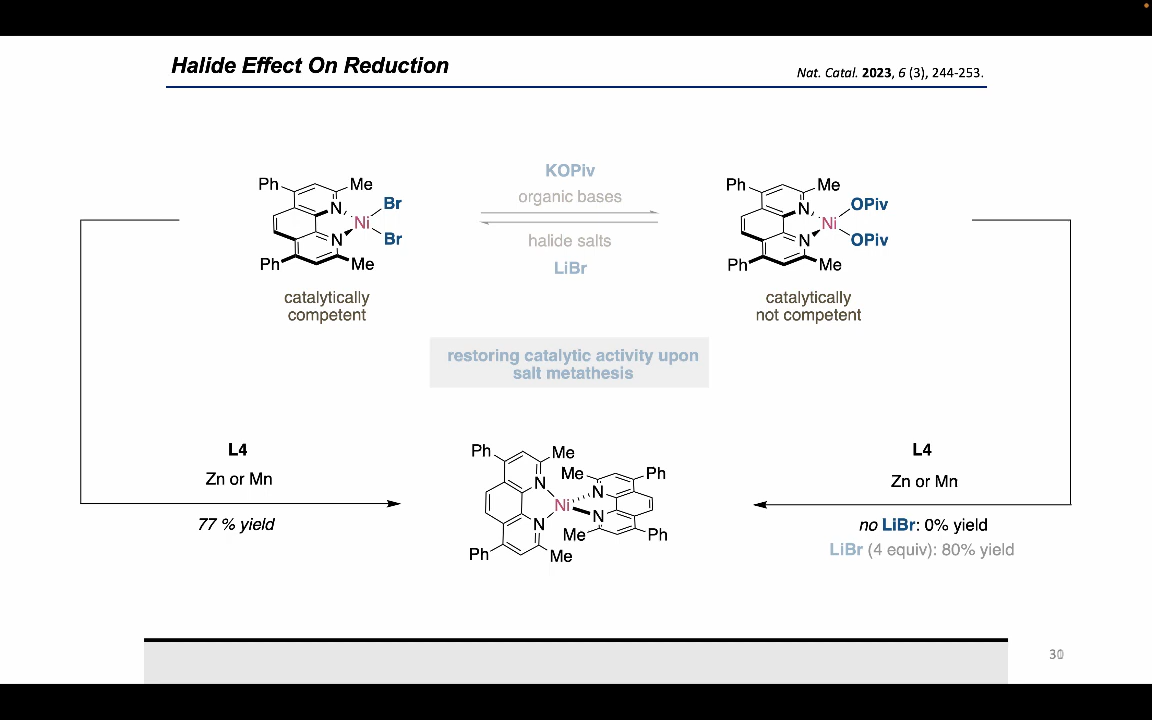 Halide Effect On Reduction
Nat. Catal. 2023, 6 (3), 244-253.
Ph
Me
N
Br
Ni
Br
N
Ph
Me
catalytically
competent
KOPiv
organic bases
halide salts
LiBr
Ph
Me
N
OPiv
Ni
OPiv
N
Ph
Me
catalytically
not competent
restoring catalytic activity upon
salt metathesis
L4
Zn or Mn
77 % yield
Ph
Me
N
Ni
N
Ph
Me
Me
Ph
N
N
Me
Ph
L4
Zn or Mn
no LiBr: 0% yield
LiBr (4 equiv): 80% yield